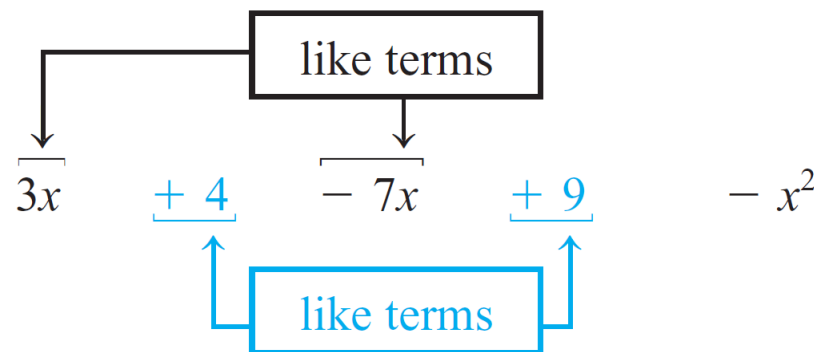 like terms
3x + 4 − 7x + 9 − x²
like terms